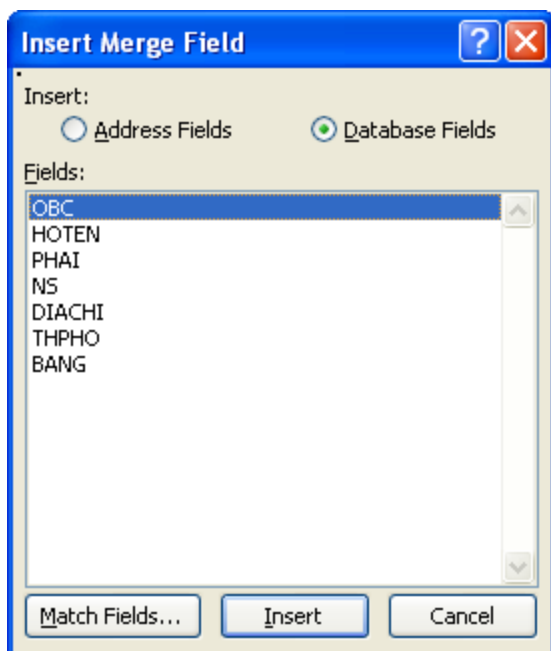 Insert Merge Field
Insert:
Address Fields Database Fields
Fields:
OBC
HOTEN
PHAI
NS
DIACHI
THPHO
BANG
Match Fields... Insert Cancel